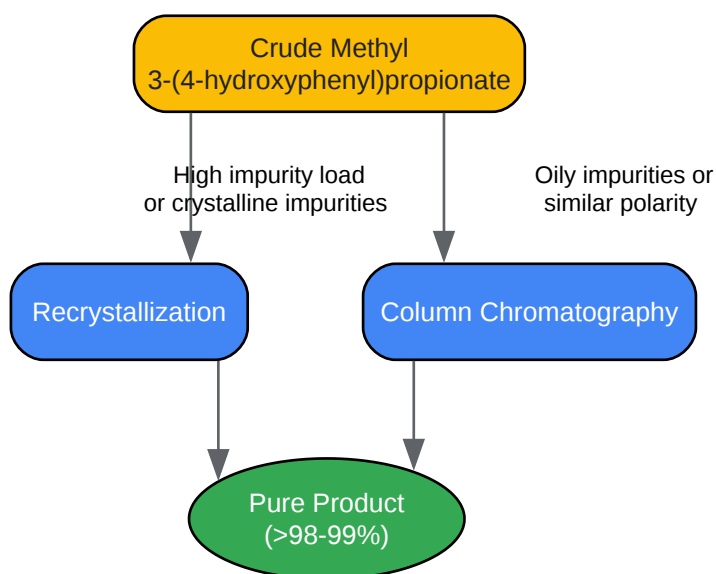 Crude Methyl
3-(4-hydroxyphenyl)propionate
High impurity load
or crystalline impurities
Oily impurities or
similar polarity
Recrystallization
Column Chromatography
Pure Product
(>98-99%)